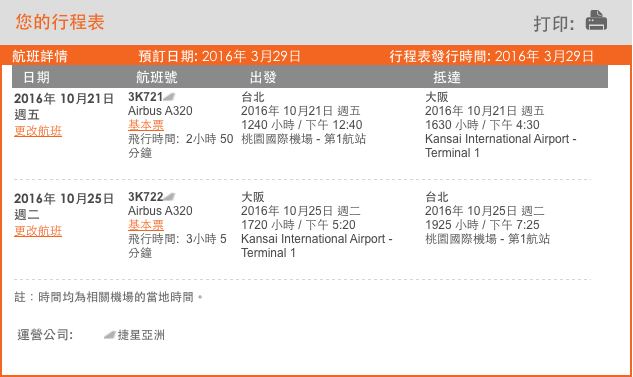 您的行程表
打印:
航班詳情 預訂日期: 2016年 3月29日 行程表發行時間: 2016年 3月29日
日期 航班號 出發 抵達
2016年 10月21日 3K721 台北 大阪
週五 Airbus A320 2016年 10月21日 週五 2016年 10月21日 週五
更改航班 基本票 1240 小時 / 下午 12:40 1630 小時 / 下午 4:30
飛行時間: 2小時 50 桃園國際機場 - 第1航站 Kansai International Airport -
分鐘 Terminal 1
2016年 10月25日 3K722 大阪 台北
週二 Airbus A320 2016年 10月25日 週二 2016年 10月25日 週二
更改航班 基本票 1720 小時 / 下午 5:20 1925 小時 / 下午 7:25
飛行時間: 3小時 5 Kansai International Airport - 桃園國際機場 - 第1航站
分鐘 Terminal 1
註：時間均為相關機場的當地時間。
運營公司: 捷星亞洲